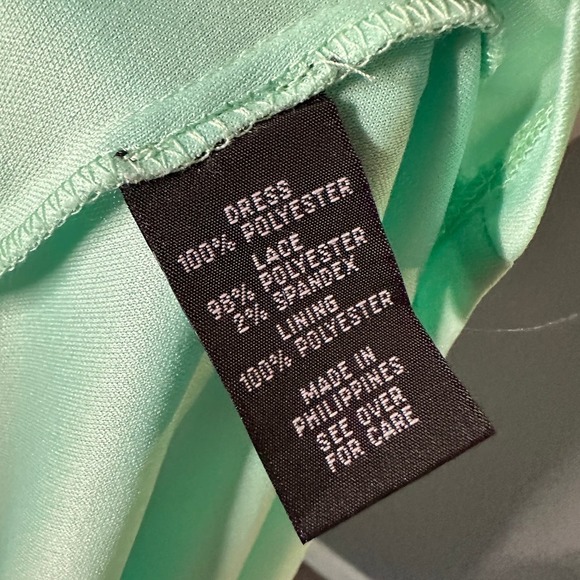 DRESS
100% POLYESTER
LACE
98% POLYESTER
2% SPANDEX
LINING
100% POLYESTER
MADE IN
PHILIPPINES
SEE OVER
FOR CARE